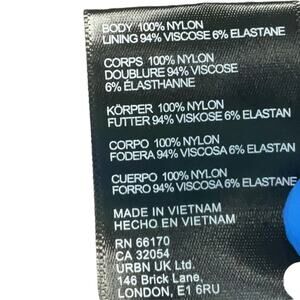 BODY 100% NYLON
LINING 94% VISCOSE 6% ELASTANE
CORPS 100% NYLON
DOUBLURE 94% VISCOSE
6% ÉLASTHANNE
KÖRPER 100% NYLON
FUTTER 94% VISKOSE 6% ELASTAN
CORPO 100% NYLON
FODERA 94% VISCOSA 6% ELASTAN
CUERPO 100% NYLON
FORRO 94% VISCOSA 6% ELASTANE
MADE IN VIETNAM
HECHO EN VIETNAM
RN 66170
CA 32054
URBN UK Ltd.
146 Brick Lane,
LONDON, E1 6RU